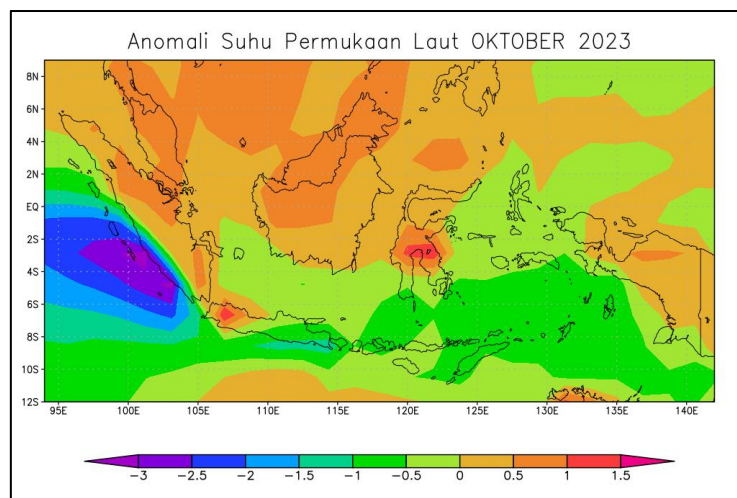 Anomali Suhu Permukaan Laut OKTOBER 2023
8N
6N
4N
2N
EQ
2S
4S
6S
8S
10S
12S
95E 100E 105E 110E 115E 120E 125E 130E 135E 140E
-3 -2.5 -2 -1.5 -1 -0.5 0 0.5 1 1.5